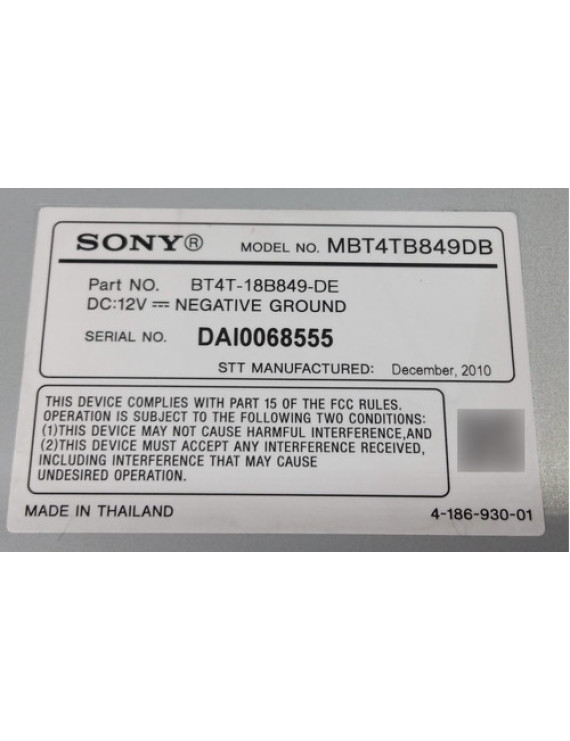 SONY® MODEL NO. MBT4TB849DB
Part NO. BT4T-18B849-DE
DC:12V ⎓ NEGATIVE GROUND
SERIAL NO. DAI0068555
STT MANUFACTURED: December, 2010
THIS DEVICE COMPLIES WITH PART 15 OF THE FCC RULES.
OPERATION IS SUBJECT TO THE FOLLOWING TWO CONDITIONS:
(1)THIS DEVICE MAY NOT CAUSE HARMFUL INTERFERENCE,AND
(2)THIS DEVICE MUST ACCEPT ANY INTERFERENCE RECEIVED,
INCLUDING INTERFERENCE THAT MAY CAUSE
UNDESIRED OPERATION.
MADE IN THAILAND 4-186-930-01